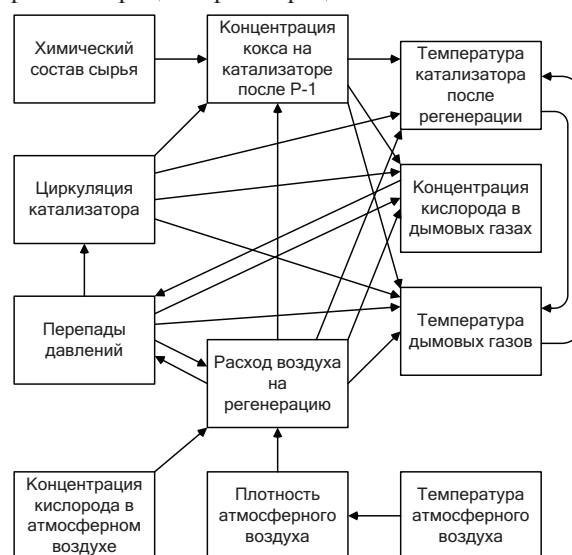 Химический
состав сырья
Концентрация
кокса на
катализаторе
после Р-1
Температура
катализатора
после
регенерации
Циркуляция
катализатора
Концентрация
кислорода в
дымовых газах
Перепады
давлений
Расход воздуха
на
регенерацию
Температура
дымовых газов
Концентрация
кислорода в
атмосферном
воздухе
Плотность
атмосферного
воздуха
Температура
атмосферного
воздуха